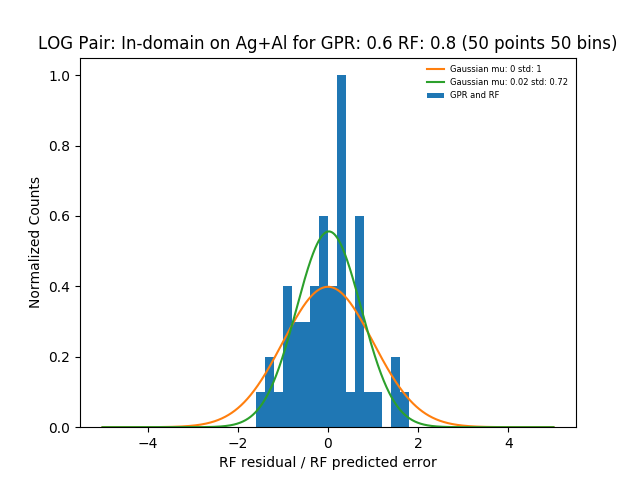 LOG Pair: In-domain on Ag+Al for GPR: 0.6 RF: 0.8 (50 points 50 bins)
Gaussian mu: 0 std: 1
Gaussian mu: 0.02 std: 0.72
GPR and RF
Normalized Counts
1.0
0.8
0.6
0.4
0.2
0.0
−4 −2 0 2 4
RF residual / RF predicted error